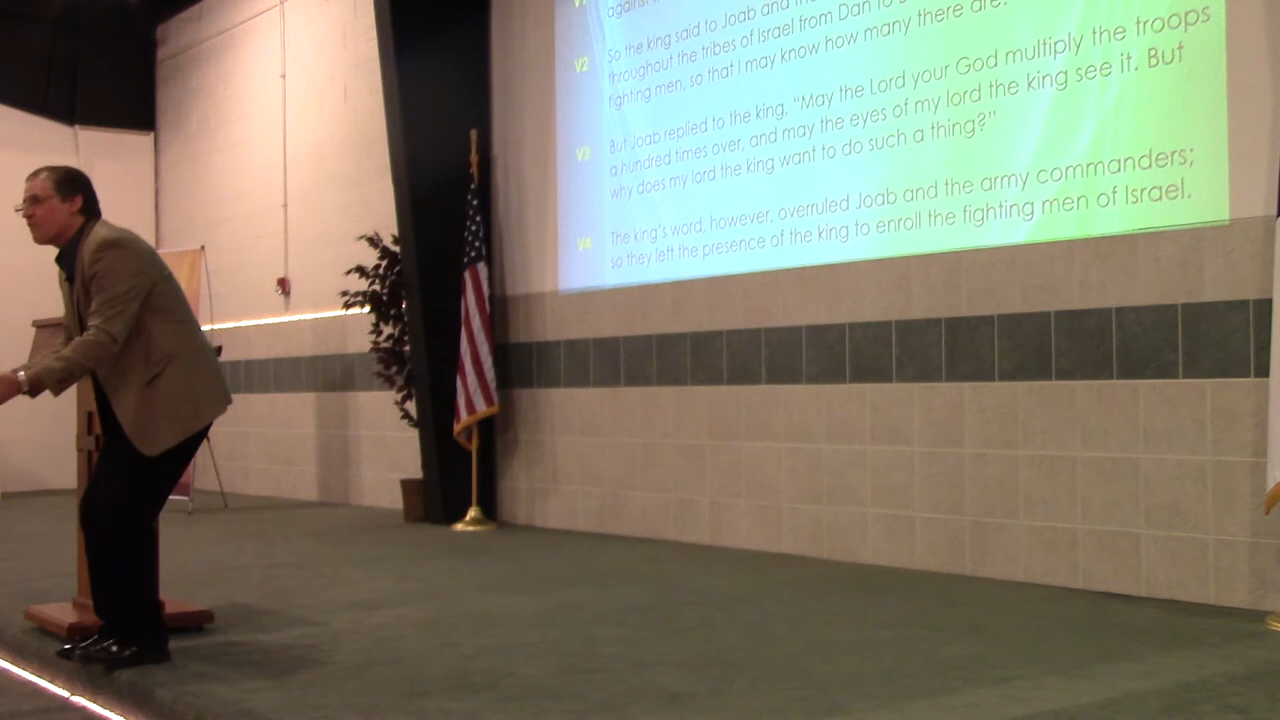 V1 against
V2 So the king said to Joab and
throughout the tribes of Israel from Dan to
fighting men, so that I may know how many there are.
V3 But Joab replied to the king, "May the Lord your God multiply the troops
a hundred times over, and may the eyes of my lord the king see it. But
why does my lord the king want to do such a thing?"
V4 The king's word, however, overruled Joab and the army commanders;
so they left the presence of the king to enroll the fighting men of Israel.